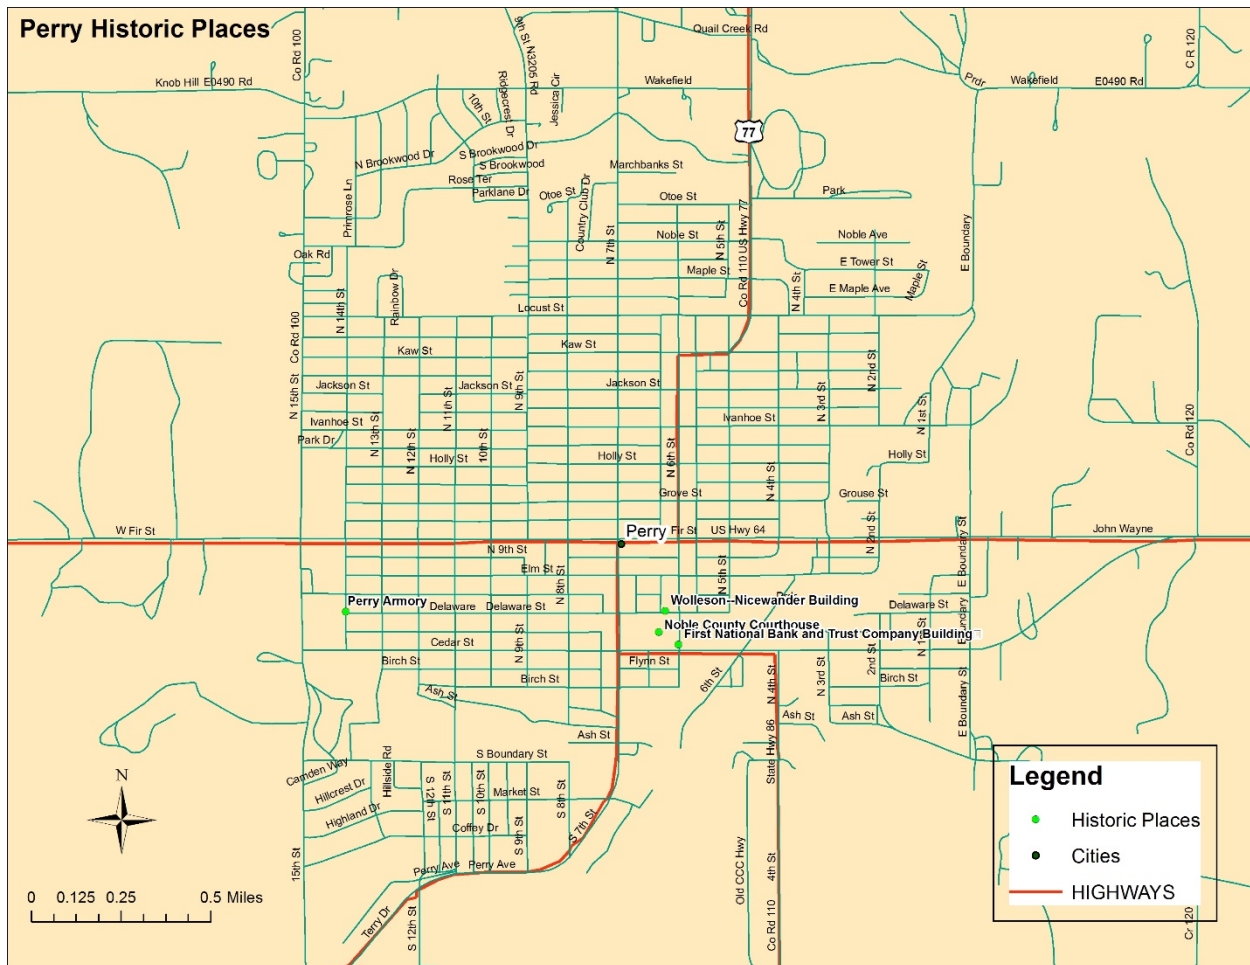 Perry Historic Places
Quail Creek Rd
9th St N3205 Rd
Co Rd 100
C R 120
Knob Hill E0490 Rd
Wakefield
Prdr
Wakefield
E0490 Rd
Jessica Cir
Ridgecrest Dr
10th St
77
N Brookwood Dr
S Brookwood Dr
S Brookwood
Marchbanks St
Rose Ter
Parklane Dr
Otoe St
Otoe St
Park
Primrose Ln
Country Club Dr
N 7th St
Noble St
N 5th St
Co Rd 110 US Hwy 77
Noble Ave
E Boundary
Oak Rd
Maple St
E Tower St
Maple St
N 4th St
E Maple Ave
Rainbow Dr
N 14th St
Locust St
Co Rd 100
Kaw St
Kaw St
N 15th St
Jackson St
Jackson St
Jackson St
N 2nd St
N 9th St
N 11th St
N 3rd St
N 1st St
Ivanhoe St
Ivanhoe St
Park Dr
N 13th St
N 12th St
10th St
N 6th St
Co Rd 120
Holly St
Holly St
Holly St
N 4th St
Grove St
Grouse St
W Fir St
Perry
Fir St
US Hwy 64
N 2nd St
John Wayne
N 9th St
Elm St
N 8th St
N 5th St
E Boundary St
Perry Armory
Delaware
Delaware St
Wolleson--Nicewander Building
Delaware St
Noble County Courthouse
First National Bank and Trust Company Building
N 1st St
Cedar St
N 9th St
Birch St
Flynn St
Birch St
6th St
N 4th St
N 3rd St
2nd St
Birch St
E Boundary St
Ash St
Ash St
Ash St
Ash St
State Hwy 86
S Boundary St
Camden Way
Hillside Rd
Hillcrest Dr
Highland Dr
S 12th St
S 11th St
S 10th St
Market St
S 8th St
Coffey Dr
S 9th St
S 7th St
15th St
Perry Ave
Perry Ave
Terry Dr
S 12th St
Old CCC Hwy
4th St
Co Rd 110
Cr 120
N
0 0.125 0.25 0.5 Miles
Legend
Historic Places
Cities
HIGHWAYS